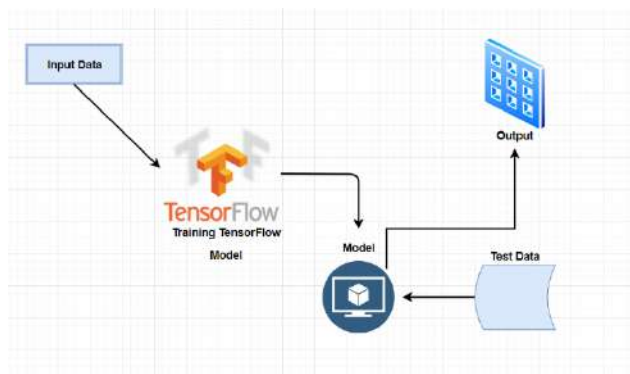 Input Data
Output
TensorFlow
Training TensorFlow
Model
Model
Test Data